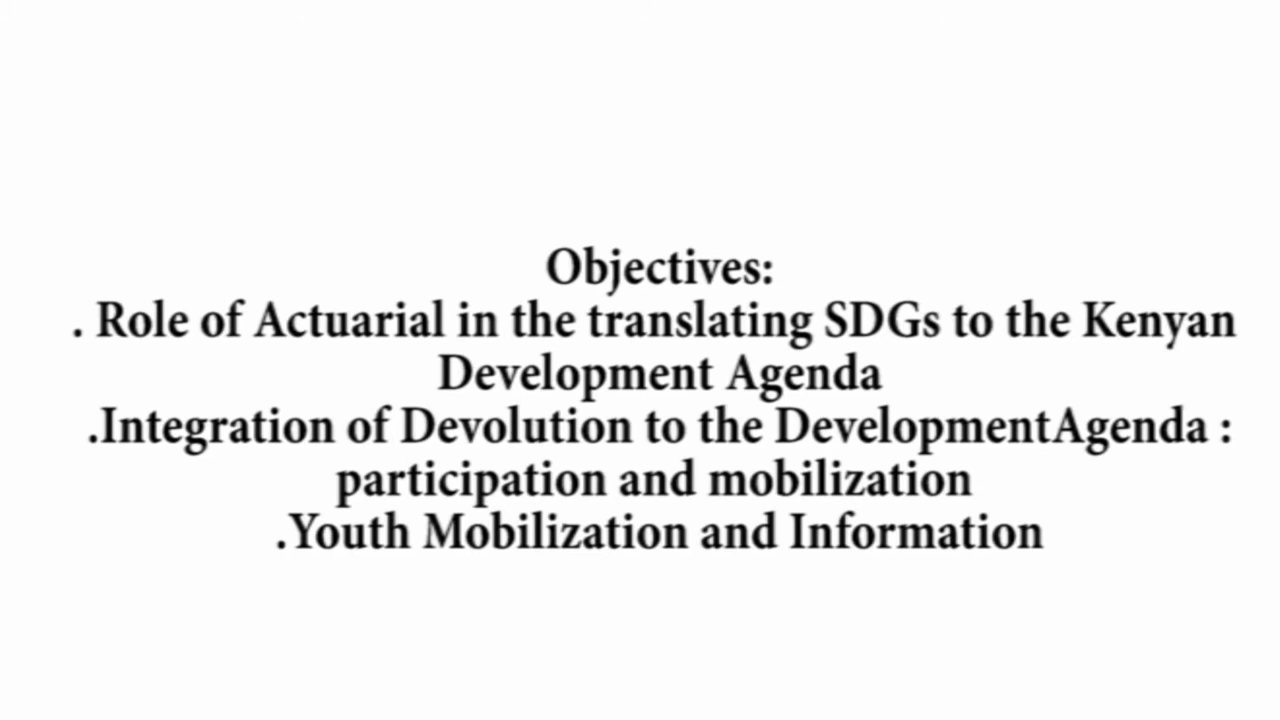 Objectives:
. Role of Actuarial in the translating SDGs to the Kenyan
Development Agenda
.Integration of Devolution to the DevelopmentAgenda :
participation and mobilization
.Youth Mobilization and Information